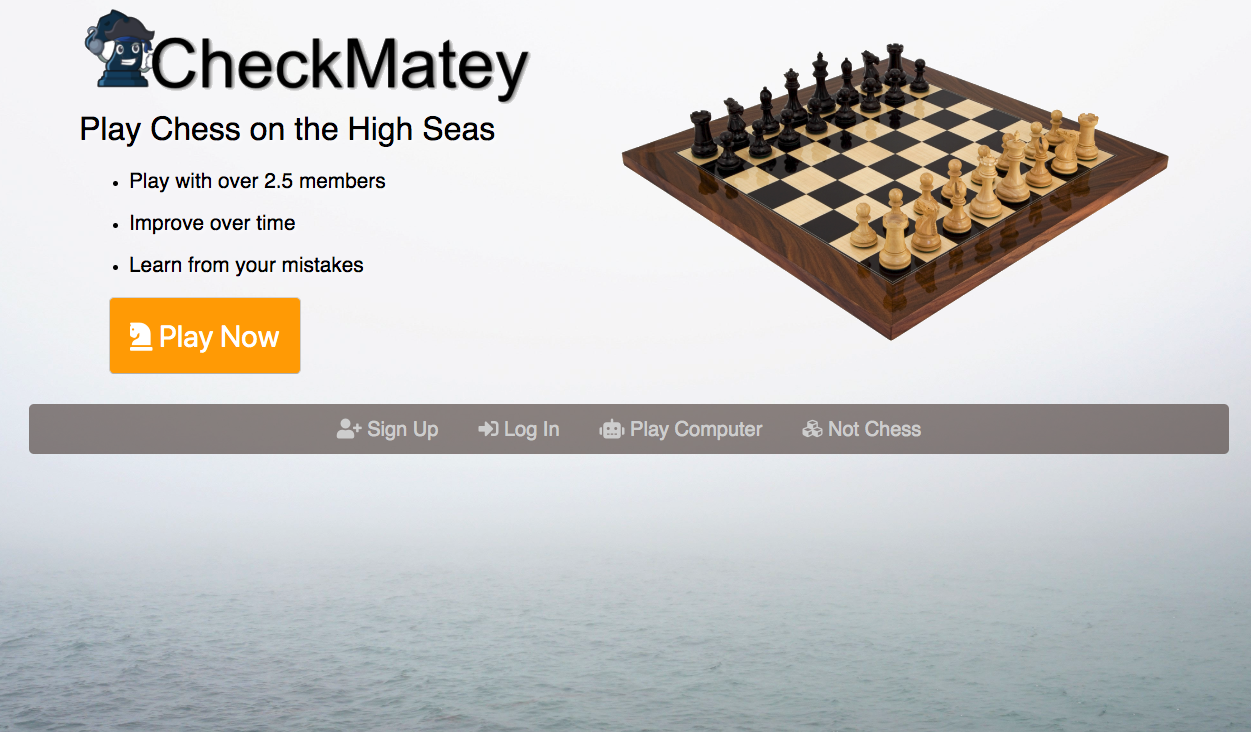 CheckMatey
Play Chess on the High Seas
Play with over 2.5 members
Improve over time
Learn from your mistakes
Play Now
Sign Up
Log In
Play Computer
Not Chess